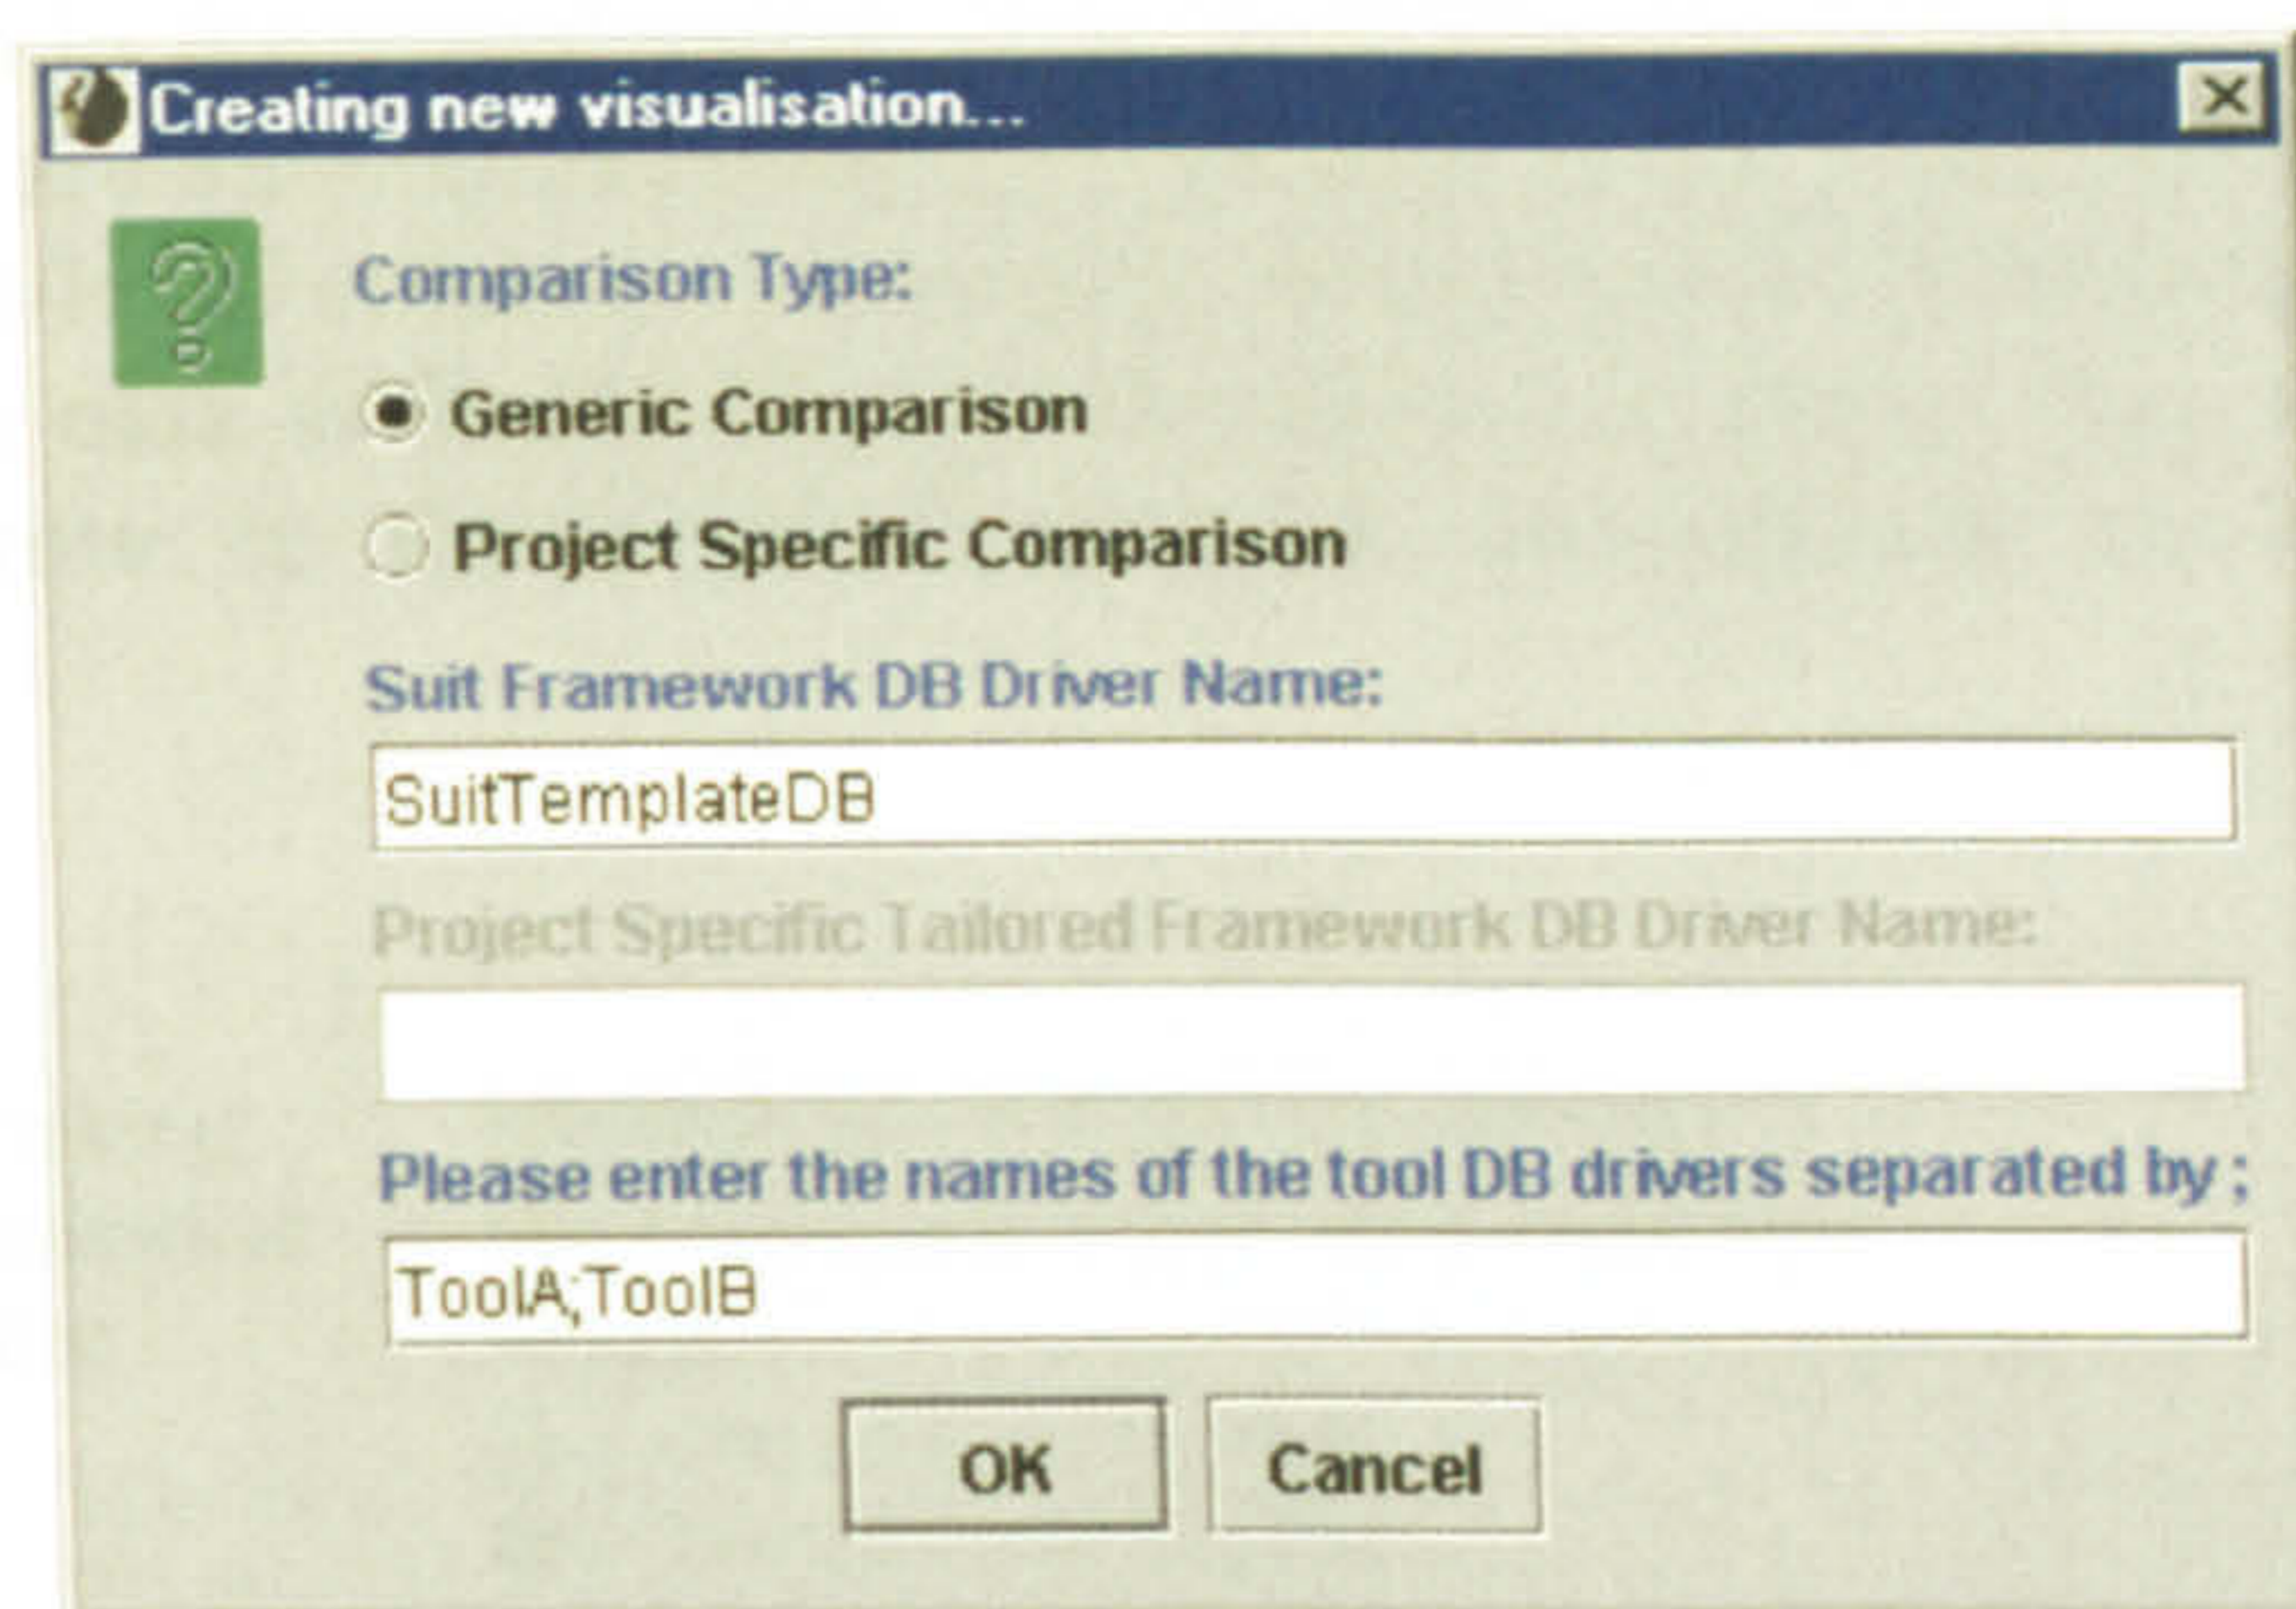 Creating new visualisation...
Comparison Type:
Generic Comparison
Project Specific Comparison
Suit Framework DB Driver Name:
SuitTemplateDB
Project Specific Tailored Framework DB Driver Name:
Please enter the names of the tool DB drivers separated by ;
ToolA;ToolB
OK
Cancel